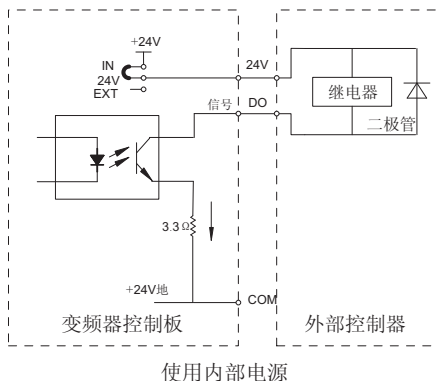 +24V
IN
24V
EXT
24V
信号
DO
继电器
二极管
3.3Ω
+24V地
COM
变频器控制板
外部控制器
使用内部电源